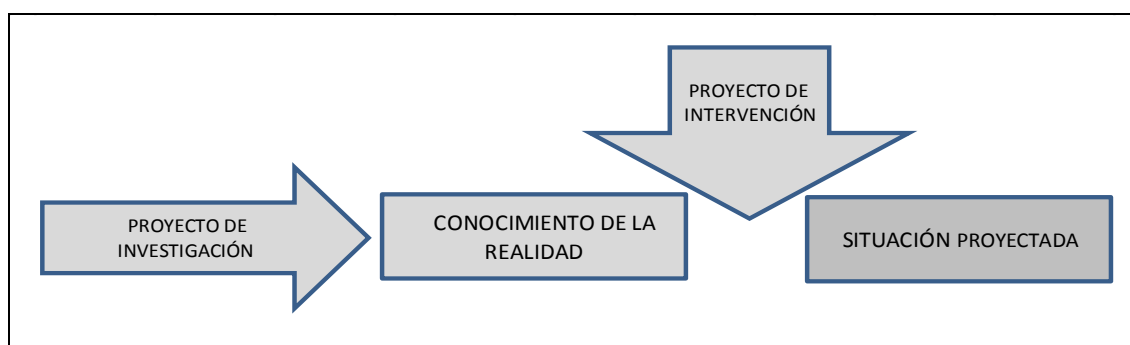 PROYECTO DE
INVESTIGACIÓN
CONOCIMIENTO DE LA
REALIDAD
PROYECTO DE
INTERVENCIÓN
SITUACIÓN PROYECTADA